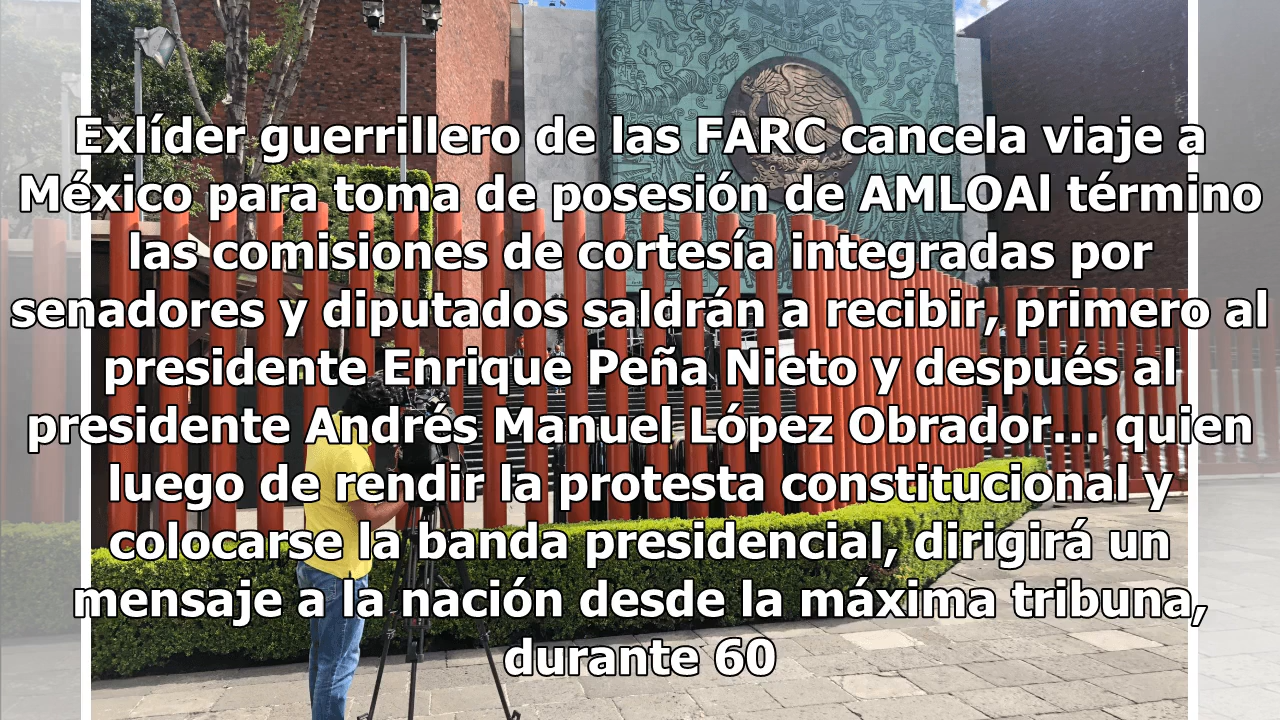 Exlíder guerrillero de las FARC cancela viaje a
México para toma de posesión de AMLOAl término
las comisiones de cortesía integradas por
senadores y diputados saldrán a recibir, primero al
presidente Enrique Peña Nieto y después al
presidente Andrés Manuel López Obrador... quien
luego de rendir la protesta constitucional y
colocarse la banda presidencial, dirigirá un
mensaje a la nación desde la máxima tribuna,
durante 60